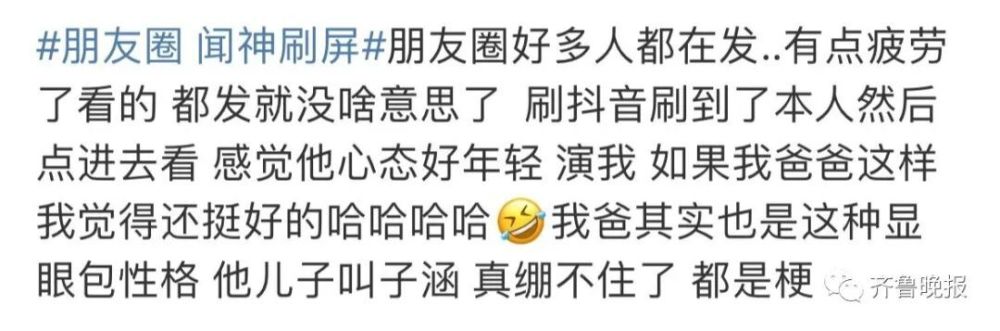 #朋友圈 闻神刷屏#朋友圈好多人都在发..有点疲劳
了看的 都发就没啥意思了 刷抖音刷到了本人然后
点进去看 感觉他心态好年轻 演我 如果我爸爸这样
我觉得还挺好的哈哈哈哈🤣我爸其实也是这种显
眼包性格 他儿子叫子涵 真绷不住了 都是梗
齐鲁晚报